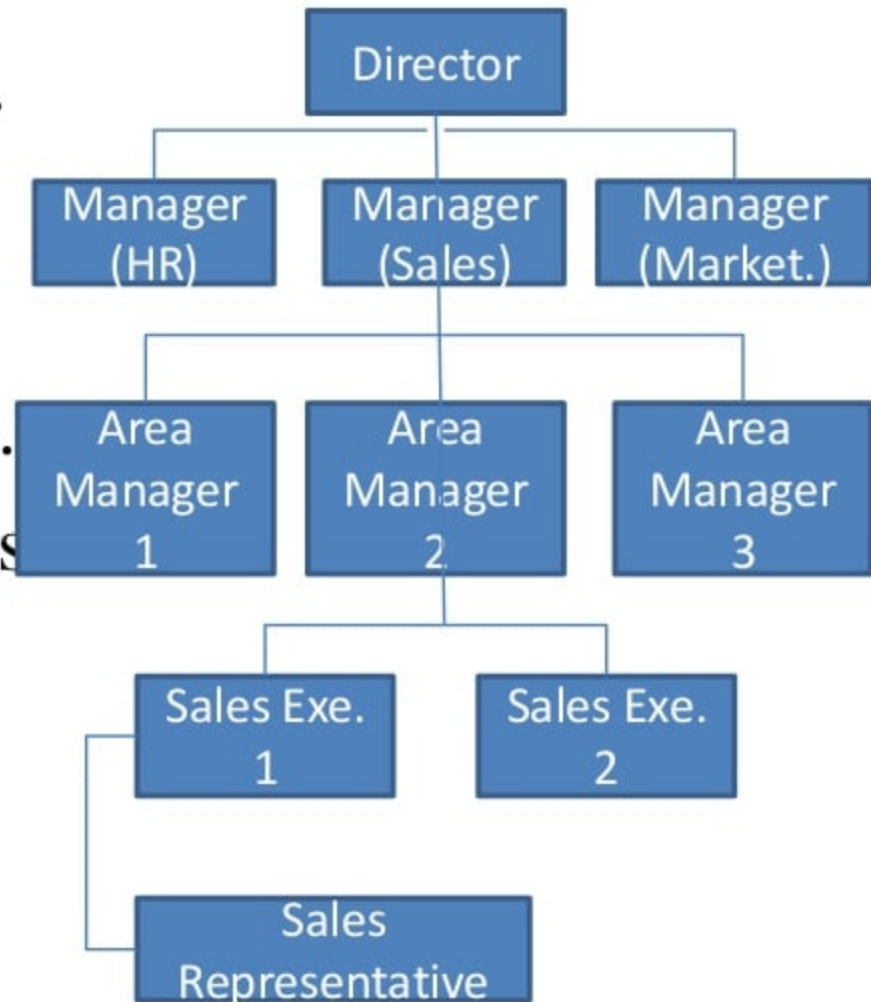 Director
Manager
(HR)
Manager
(Sales)
Manager
(Market.)
.
Area
Manager
1
Area
Manager
2
Area
Manager
3
s
Sales Exe.
1
Sales Exe.
2
Sales
Representative